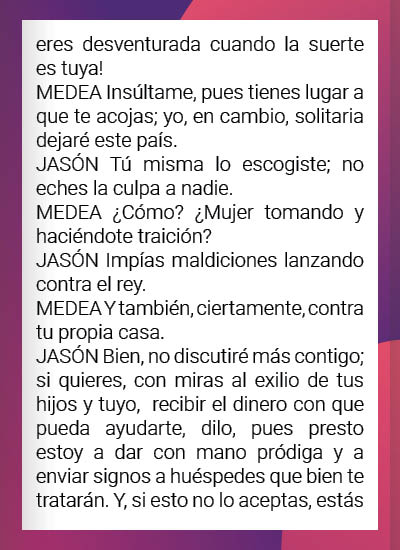 eres desventurada cuando la suerte
es tuya!
MEDEA Insúltame, pues tienes lugar a
que te acojas; yo, en cambio, solitaria
dejaré este país.
JASÓN Tú misma lo escogiste; no
eches la culpa a nadie.
MEDEA ¿Cómo? ¿Mujer tomando y
haciéndote traición?
JASÓN Impías maldiciones lanzando
contra el rey.
MEDEA Y también, ciertamente, contra
tu propia casa.
JASÓN Bien, no discutiré más contigo;
si quieres, con miras al exilio de tus
hijos y tuyo, recibir el dinero con que
pueda ayudarte, dilo, pues presto
estoy a dar con mano pródiga y a
enviar signos a huéspedes que bien te
tratarán. Y, si esto no lo aceptas, estás